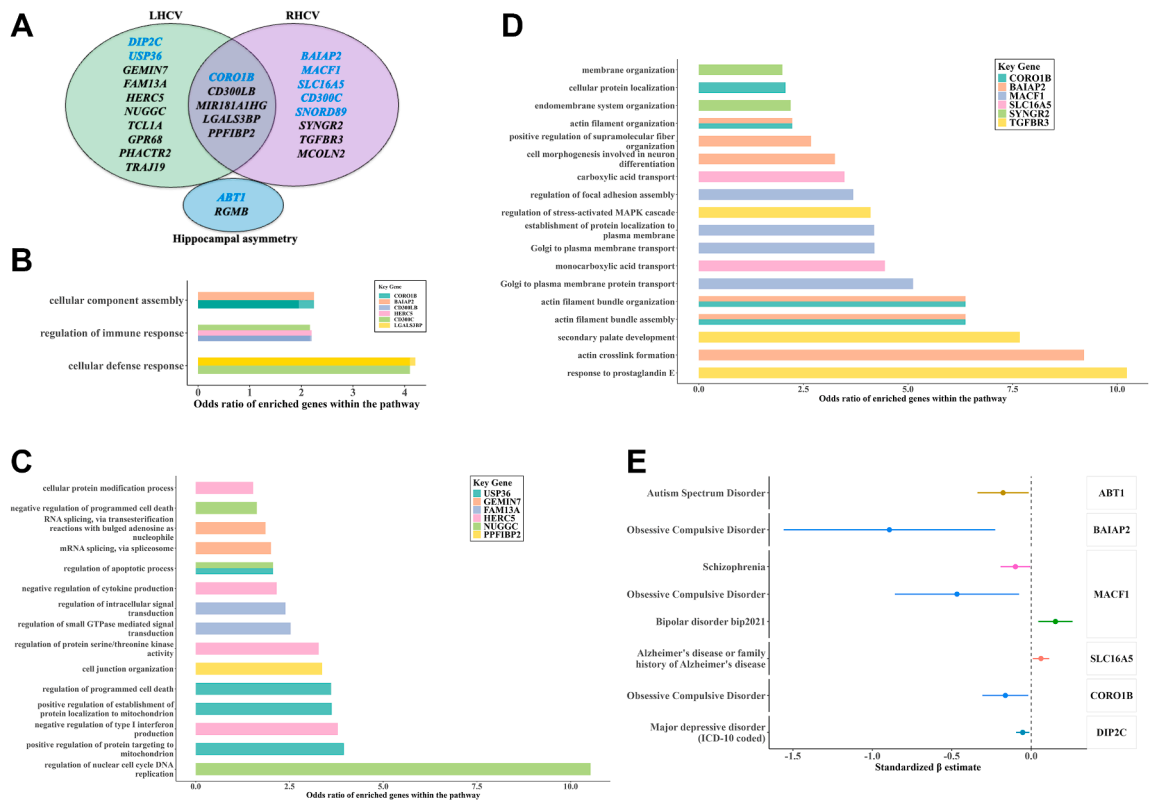 A
LHCV
RHCV
DIP2C
USP36
GEMIN7
FAM13A
HERC5
NUGGC
TCL1A
GPR68
PHACTR2
TRAJ19
CORO1B
CD300LB
MIR181A1HG
LGALS3BP
PPFIBP2
BAIAP2
MACF1
SLC16A5
CD300C
SNORD89
SYNGR2
TGFBR3
MCOLN2
ABT1
RGMB
Hippocampal asymmetry
B
cellular component assembly
regulation of immune response
cellular defense response
0
1
2
3
4
Odds ratio of enriched genes within the pathway
Key Gene
CORO1B
BAIAP2
CD300LB
HERC5
CD300C
LGALS3BP
C
cellular protein modification process
negative regulation of programmed cell death
RNA splicing, via transesterification
reactions with bulged adenosine as
nucleophile
mRNA splicing, via spliceosome
regulation of apoptotic process
negative regulation of cytokine production
regulation of intracellular signal
transduction
regulation of small GTPase mediated signal
transduction
regulation of protein serine/threonine kinase
activity
cell junction organization
regulation of programmed cell death
positive regulation of establishment of
protein localization to mitochondrion
negative regulation of type I interferon
production
positive regulation of protein targeting to
mitochondrion
regulation of nuclear cell cycle DNA
replication
0.0
2.5
5.0
7.5
10.0
Odds ratio of enriched genes within the pathway
Key Gene
USP36
GEMIN7
FAM13A
HERC5
NUGGC
PPFIBP2
D
membrane organization
cellular protein localization
endomembrane system organization
actin filament organization
positive regulation of supramolecular fiber
organization
cell morphogenesis involved in neuron
differentiation
carboxylic acid transport
regulation of focal adhesion assembly
regulation of stress-activated MAPK cascade
establishment of protein localization to
plasma membrane
Golgi to plasma membrane transport
monocarboxylic acid transport
Golgi to plasma membrane protein transport
actin filament bundle organization
actin filament bundle assembly
secondary palate development
actin crosslink formation
response to prostaglandin E
0.0
2.5
5.0
7.5
10.0
Odds ratio of enriched genes within the pathway
Key Gene
CORO1B
BAIAP2
MACF1
SLC16A5
SYNGR2
TGFBR3
E
Autism Spectrum Disorder
ABT1
Obsessive Compulsive Disorder
BAIAP2
Schizophrenia
Obsessive Compulsive Disorder
MACF1
Bipolar disorder bip2021
Alzheimer's disease or family
history of Alzheimer's disease
SLC16A5
Obsessive Compulsive Disorder
CORO1B
Major depressive disorder
(ICD-10 coded)
DIP2C
-1.5
-1.0
-0.5
0.0
Standardized β estimate